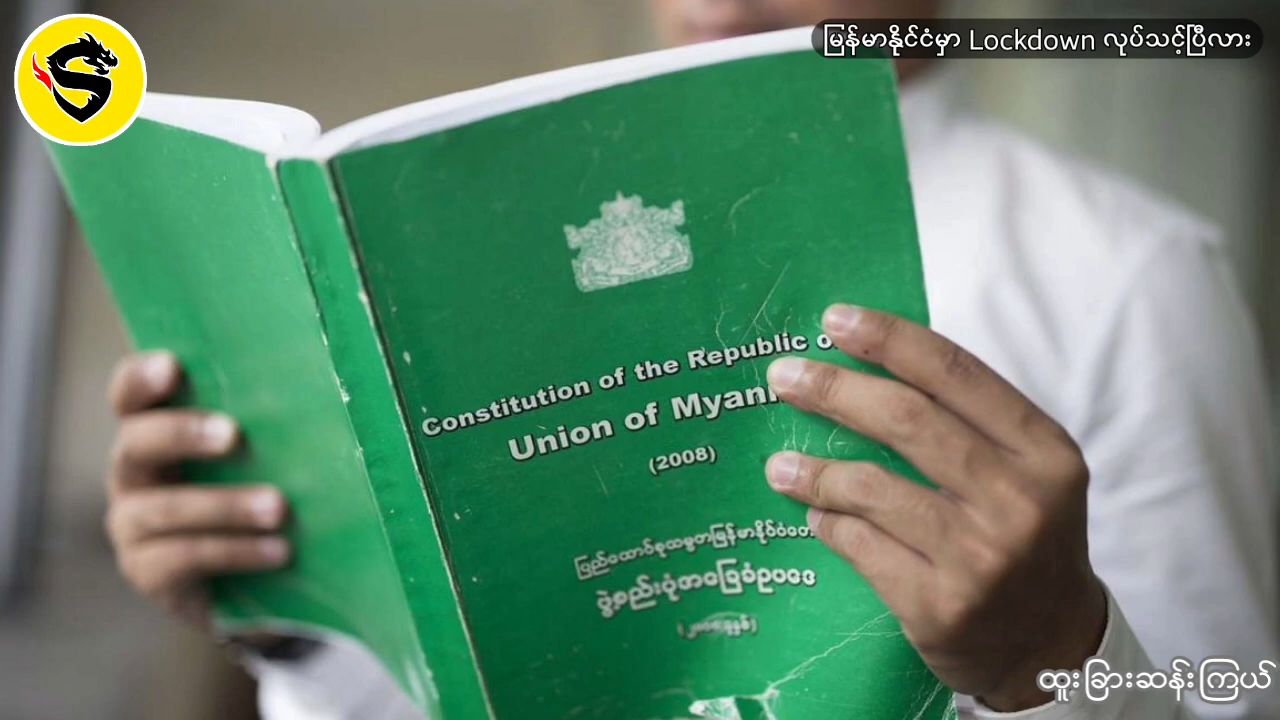 မြန်မာနိုင်ငံမှာ Lockdown လုပ်သင့်ပြီလား
Constitution of the Republic
Union of
(2008)
ပြည်ထောင်စုသမ္မတမြန်မာနိုင်ငံတော်
ဖွဲ့စည်းပုံအခြေခံဥပဒေ
ထူးခြားဆန်းကြယ်